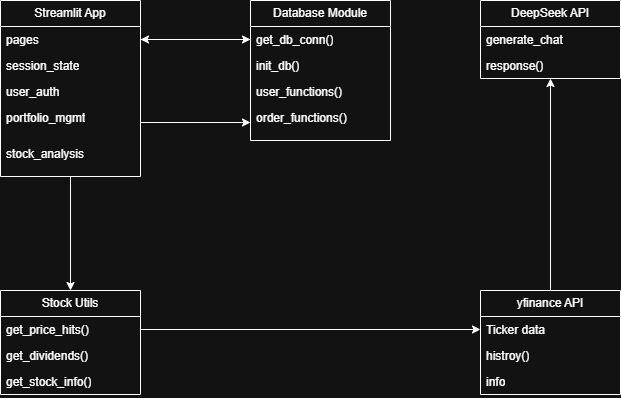 Streamlit App
pages
session_state
user_auth
portfolio_mgmt
stock_analysis
Database Module
get_db_conn()
init_db()
user_functions()
order_functions()
DeepSeek API
generate_chat
response()
Stock Utils
get_price_hits()
get_dividends()
get_stock_info()
yfinance API
Ticker data
histroy()
info